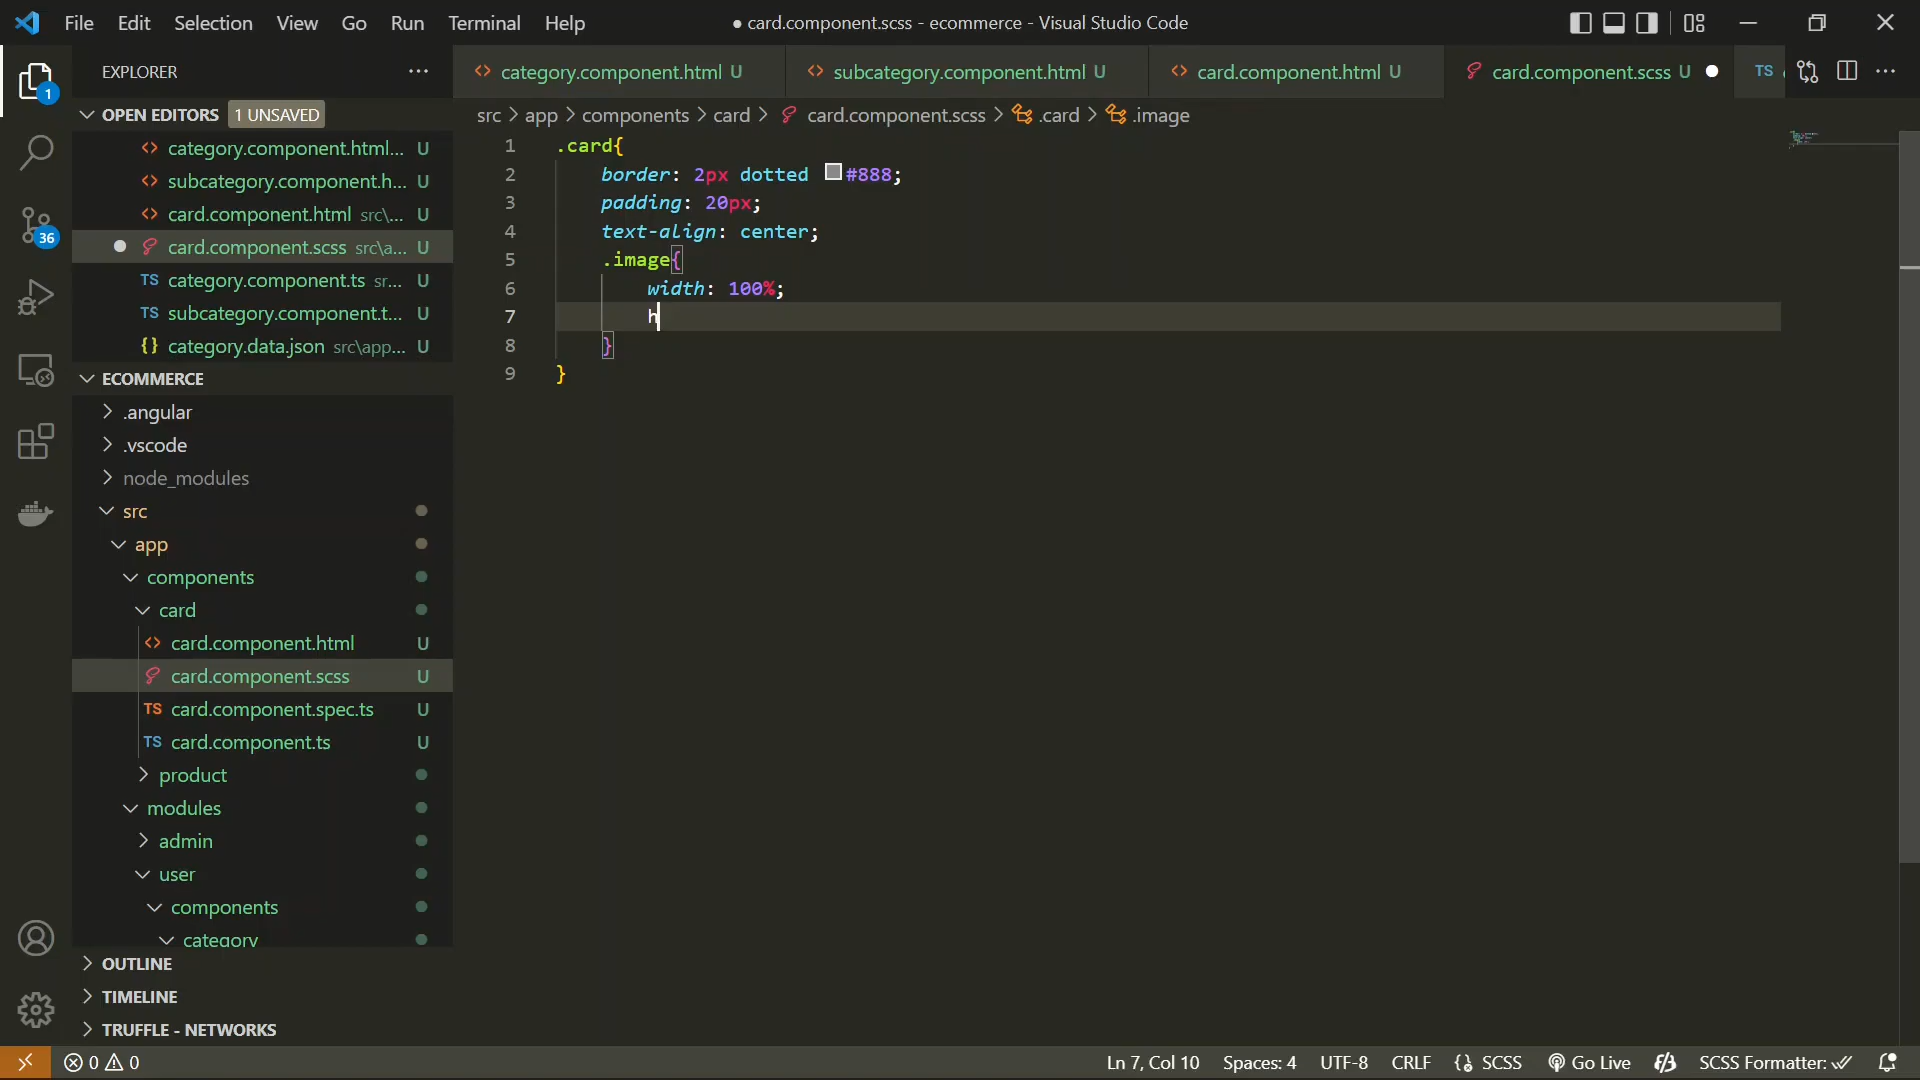 File Edit Selection View Go Run Terminal Help
● card.component.scss - ecommerce - Visual Studio Code
EXPLORER
OPEN EDITORS 1 UNSAVED
category.component.html... U
subcategory.component.h... U
card.component.html src\... U
card.component.scss src\a... U
TS category.component.ts sr... U
TS subcategory.component.t... U
{} category.data.json src\app... U
ECOMMERCE
.angular
.vscode
node_modules
src
app
components
card
card.component.html U
card.component.scss U
TS card.component.spec.ts U
TS card.component.ts U
product
modules
admin
user
components
category
OUTLINE
TIMELINE
TRUFFLE - NETWORKS
1
36
category.component.html U
subcategory.component.html U
card.component.html U
card.component.scss U
TS
src > app > components > card > card.component.scss > .card > .image
1 .card{
2 border: 2px dotted #888;
3 padding: 20px;
4 text-align: center;
5 .image{
6 width: 100%;
7 h
8 }
9 }
0 0
Ln 7, Col 10 Spaces: 4 UTF-8 CRLF {} SCSS Go Live SCSS Formatter: